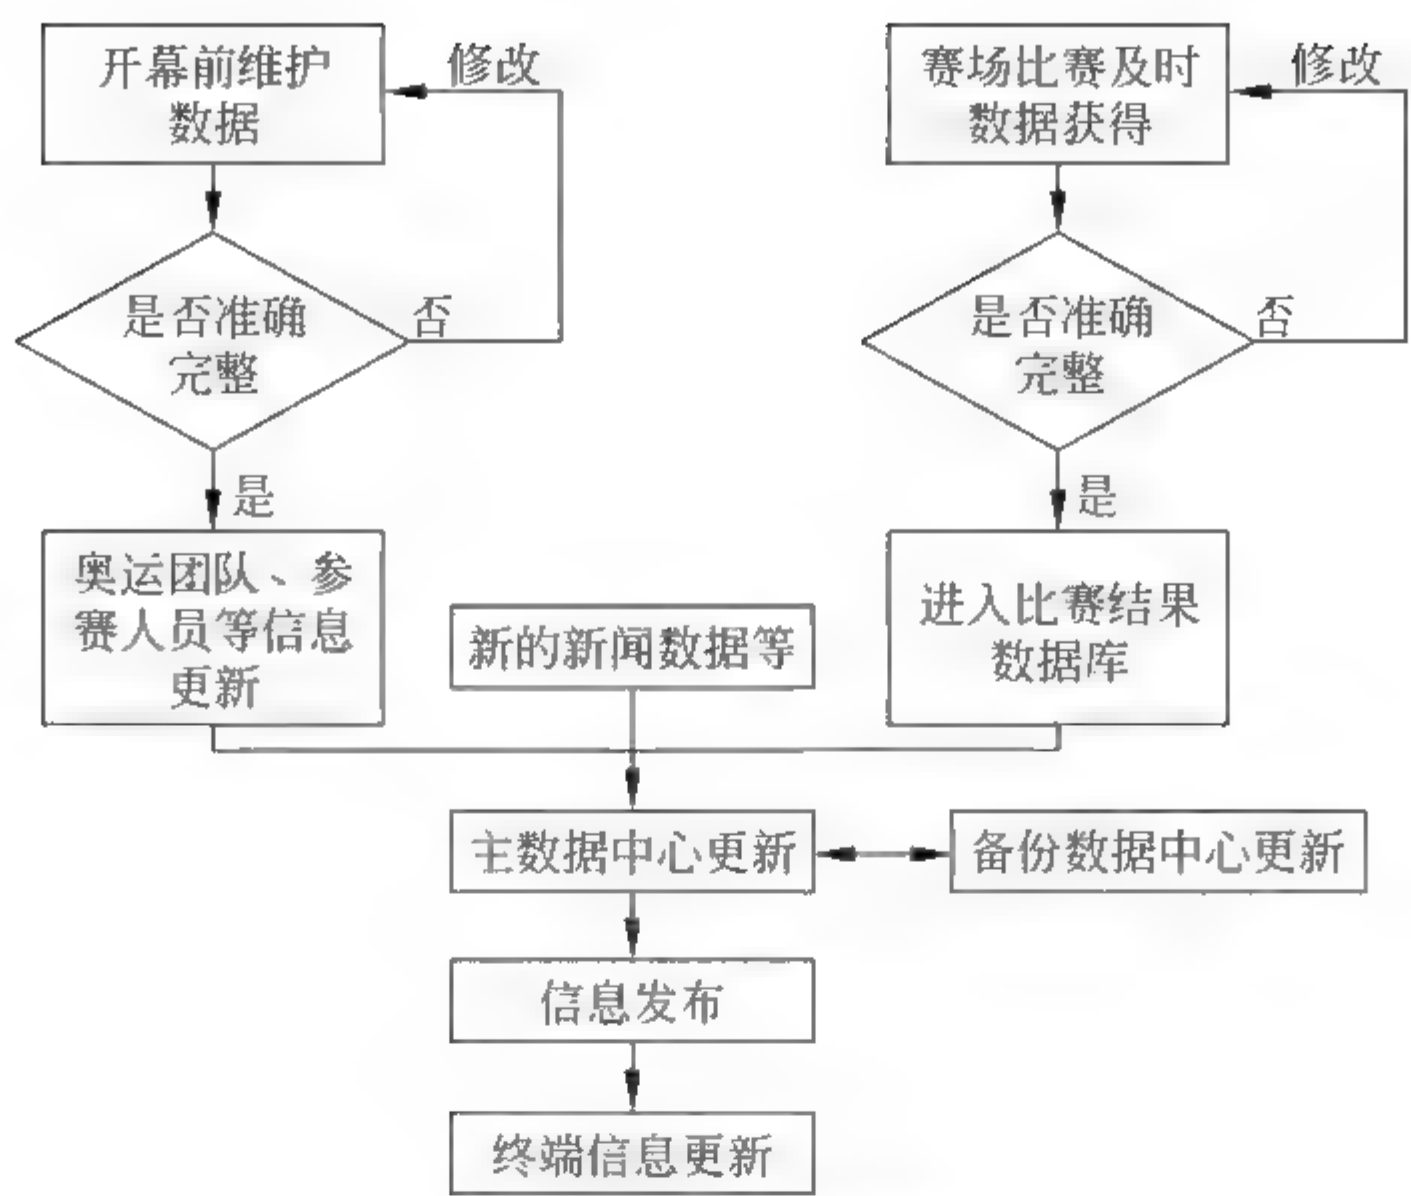 开幕前维护
数据
修改
是否准确
完整
否
是
奥运团队、参
赛人员等信息
更新
赛场比赛及时
数据获得
修改
是否准确
完整
否
是
进入比赛结果
数据库
新的新闻数据等
主数据中心更新
备份数据中心更新
信息发布
终端信息更新